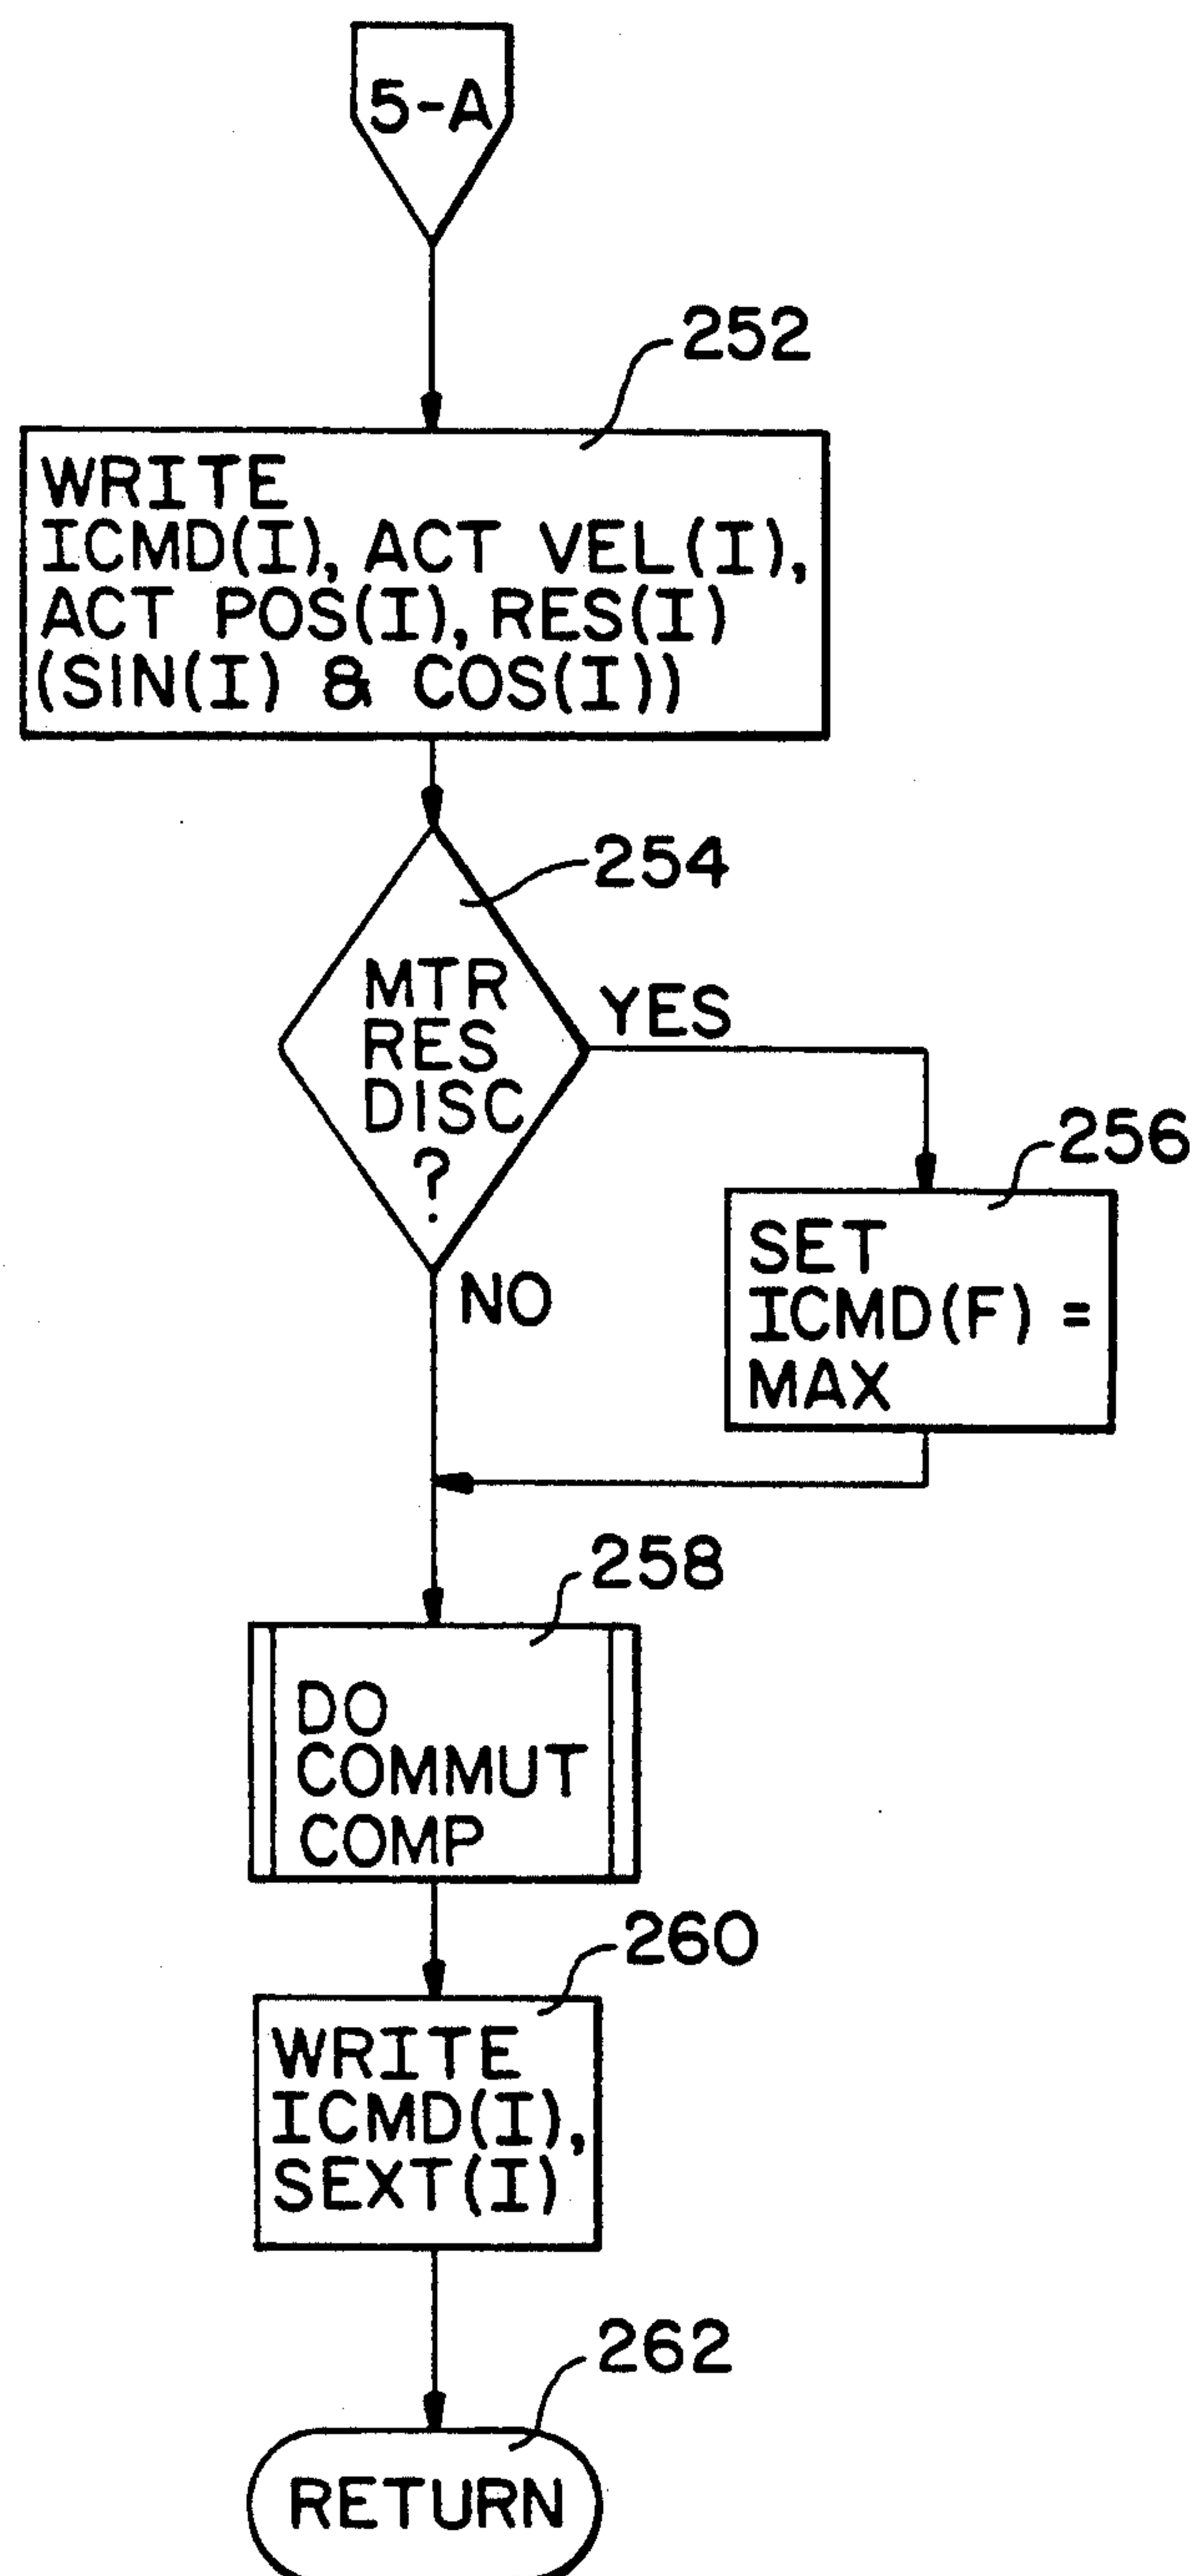 5-A
252
WRITE
ICMD(I), ACT VEL(I),
ACT POS(I), RES(I)
(SIN(I) & COS(I))
254
MTR
RES
DISC
?
YES
256
SET
ICMD(F) =
MAX
NO
258
DO
COMMUT
COMP
260
WRITE
ICMD(I),
SEXT(I)
262
RETURN